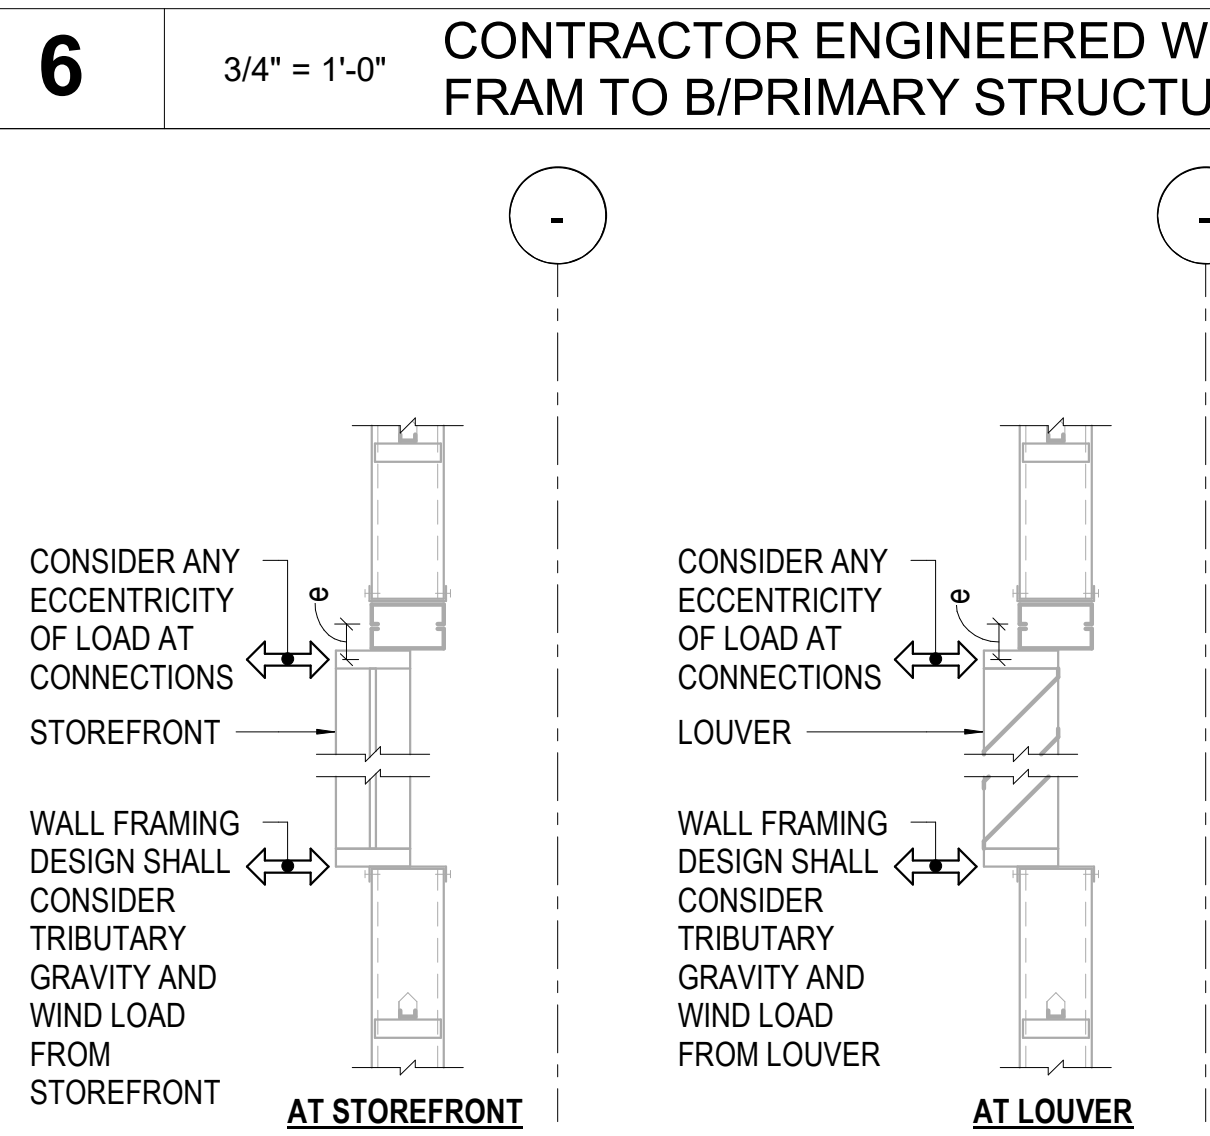 6
3/4" = 1'-0"
CONTRACTOR ENGINEERED W
FRAM TO B/PRIMARY STRUCTU
-
-
CONSIDER ANY
ECCENTRICITY
OF LOAD AT
CONNECTIONS
e
STOREFRONT
WALL FRAMING
DESIGN SHALL
CONSIDER
TRIBUTARY
GRAVITY AND
WIND LOAD
FROM
STOREFRONT
AT STOREFRONT
CONSIDER ANY
ECCENTRICITY
OF LOAD AT
CONNECTIONS
e
LOUVER
WALL FRAMING
DESIGN SHALL
CONSIDER
TRIBUTARY
GRAVITY AND
WIND LOAD
FROM LOUVER
AT LOUVER